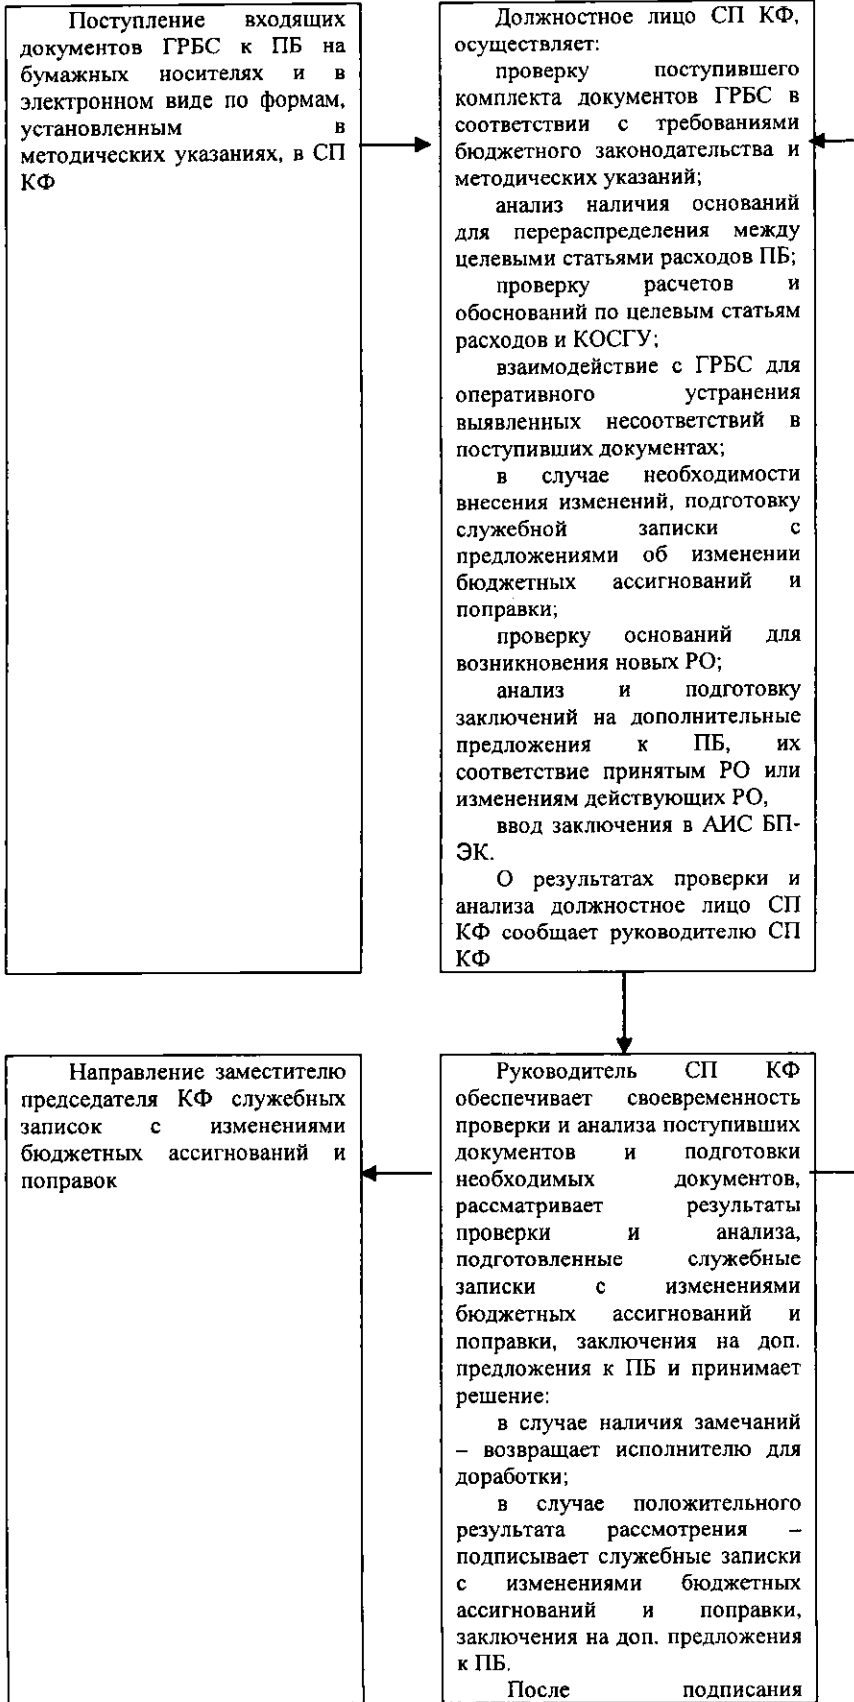 Поступление входящих
документов ГРБС к ПБ на
бумажных носителях и в
электронном виде по формам,
установленным в
методических указаниях, в СП
КФ
Должностное лицо СП КФ,
осуществляет:
проверку поступившего
комплекта документов ГРБС в
соответствии с требованиями
бюджетного законодательства и
методических указаний;
анализ наличия оснований
для перераспределения между
целевыми статьями расходов ПБ;
проверку расчетов и
обоснований по целевым статьям
расходов и КОСГУ;
взаимодействие с ГРБС для
оперативного устранения
выявленных несоответствий в
поступивших документах;
в случае необходимости
внесения изменений, подготовку
служебной записки с
предложениями об изменении
бюджетных ассигнований и
поправки;
проверку оснований для
возникновения новых РО;
анализ и подготовку
заключений на дополнительные
предложения к ПБ, их
соответствие принятым РО или
изменениям действующих РО,
ввод заключения в АИС БП-
ЭК.
О результатах проверки и
анализа должностное лицо СП
КФ сообщает руководителю СП
КФ
Направление заместителю
председателя КФ служебных
записок с изменениями
бюджетных ассигнований и
поправок
Руководитель СП КФ
обеспечивает своевременность
проверки и анализа поступивших
документов и подготовки
необходимых документов,
рассматривает результаты
проверки и анализа,
подготовленные служебные
записки с изменениями
бюджетных ассигнований и
поправки, заключения на доп.
предложения к ПБ и принимает
решение:
в случае наличия замечаний
– возвращает исполнителю для
доработки;
в случае положительного
результата рассмотрения –
подписывает служебные записки
с изменениями бюджетных
ассигнований и поправки,
заключения на доп. предложения
к ПБ.
После подписания